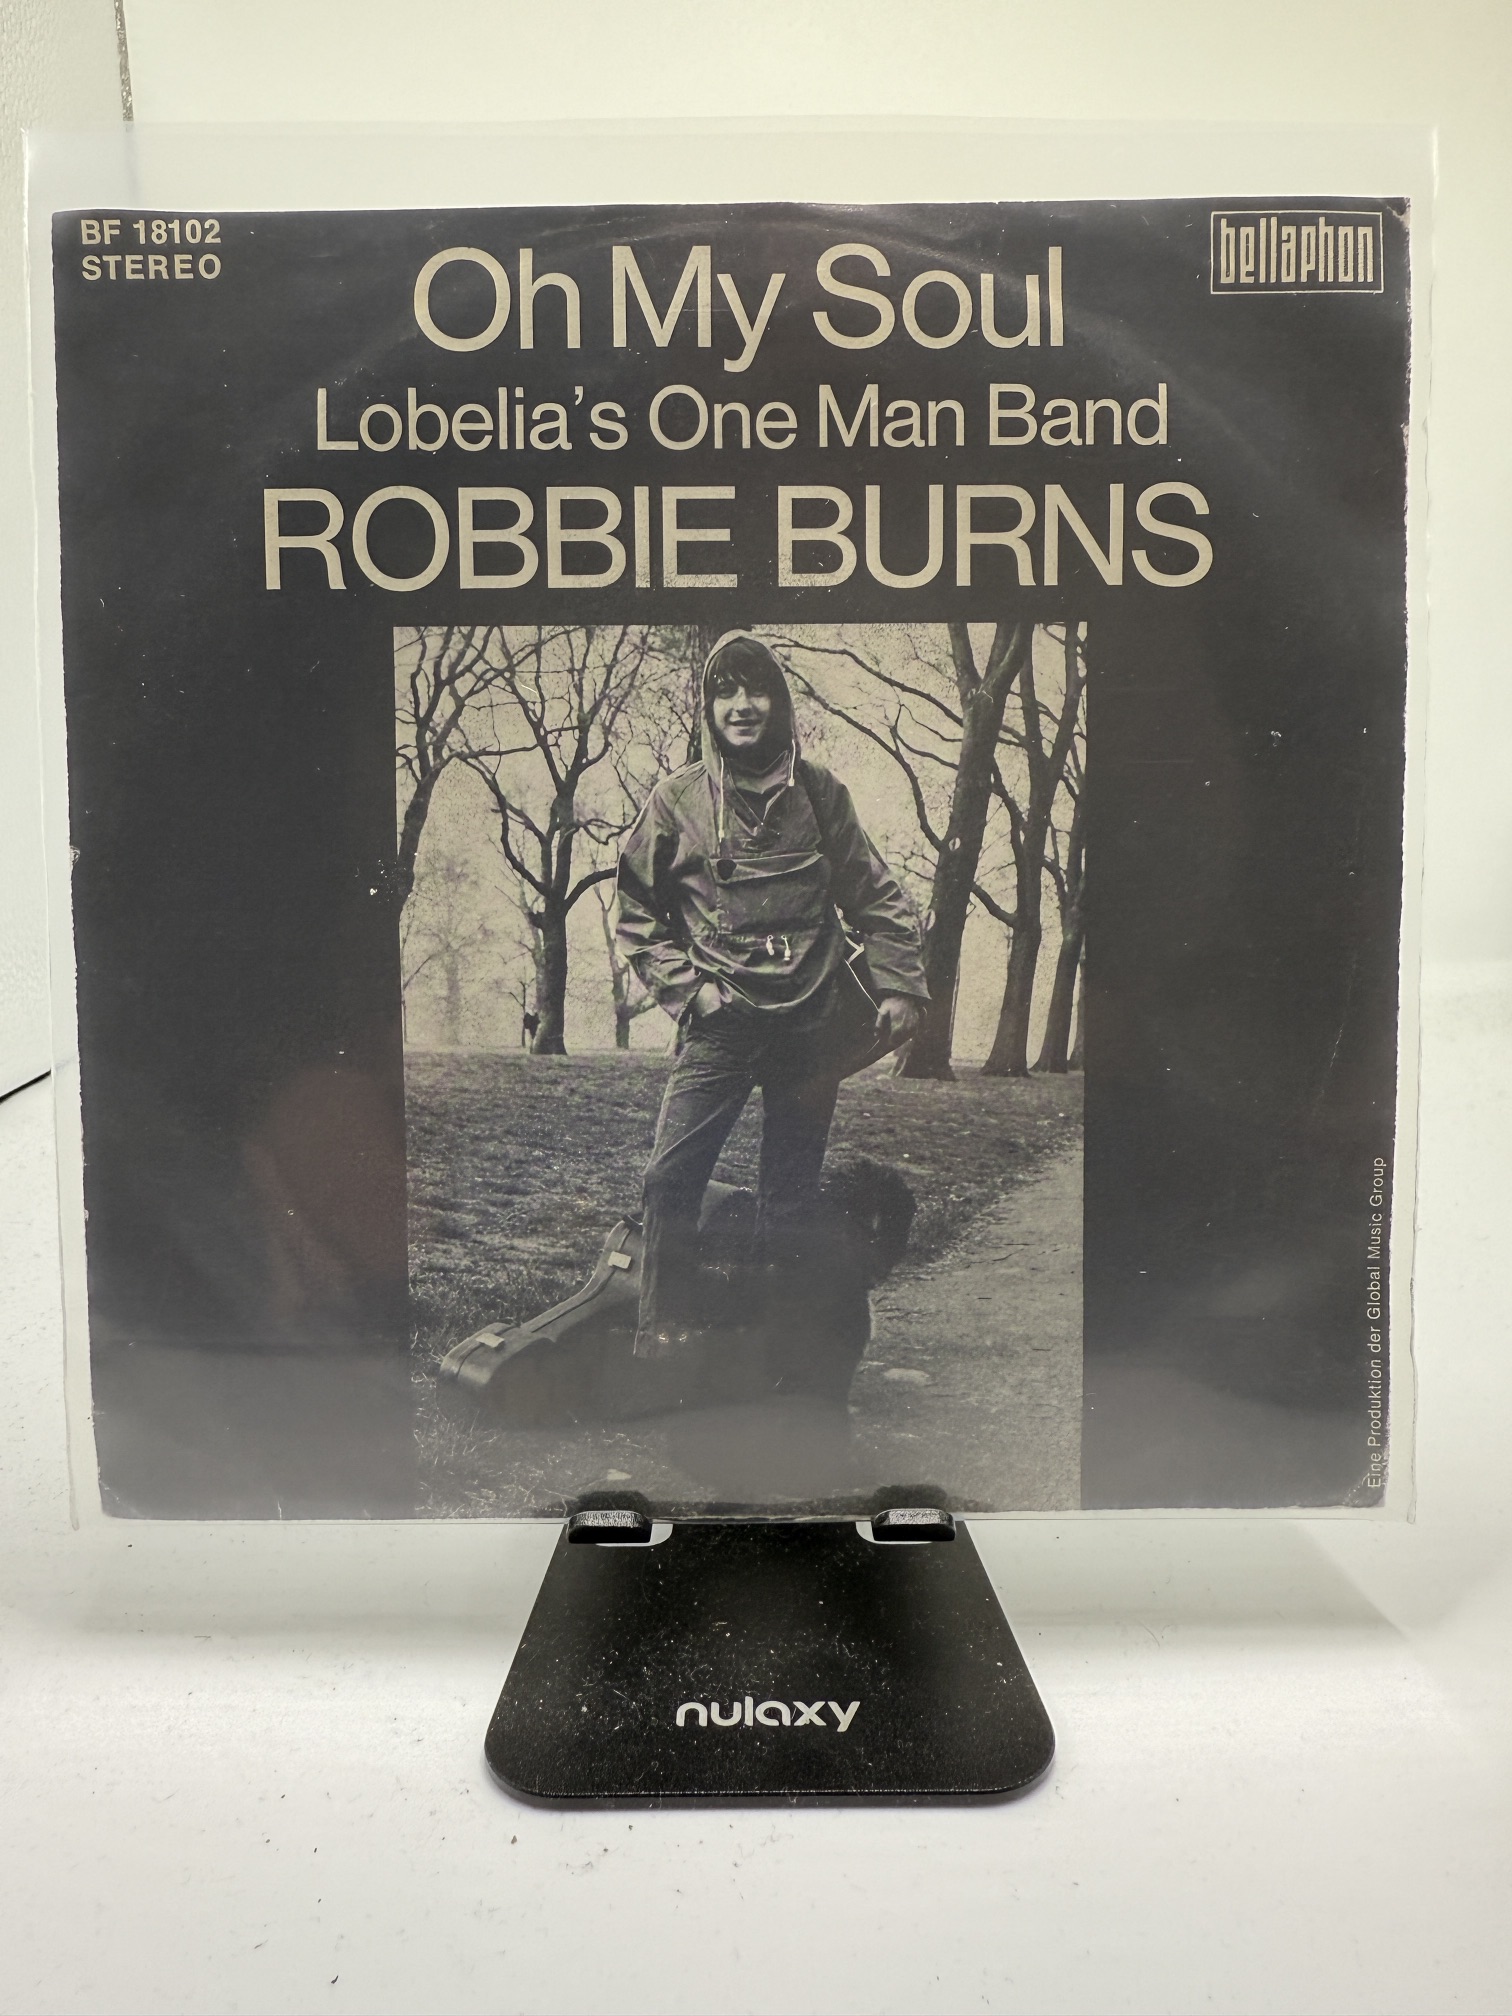 BF 18102
STEREO
bellaphon
Oh My Soul
Lobelia's One Man Band
ROBBIE BURNS
Eine Produktion der Global Music Group
nulaxy